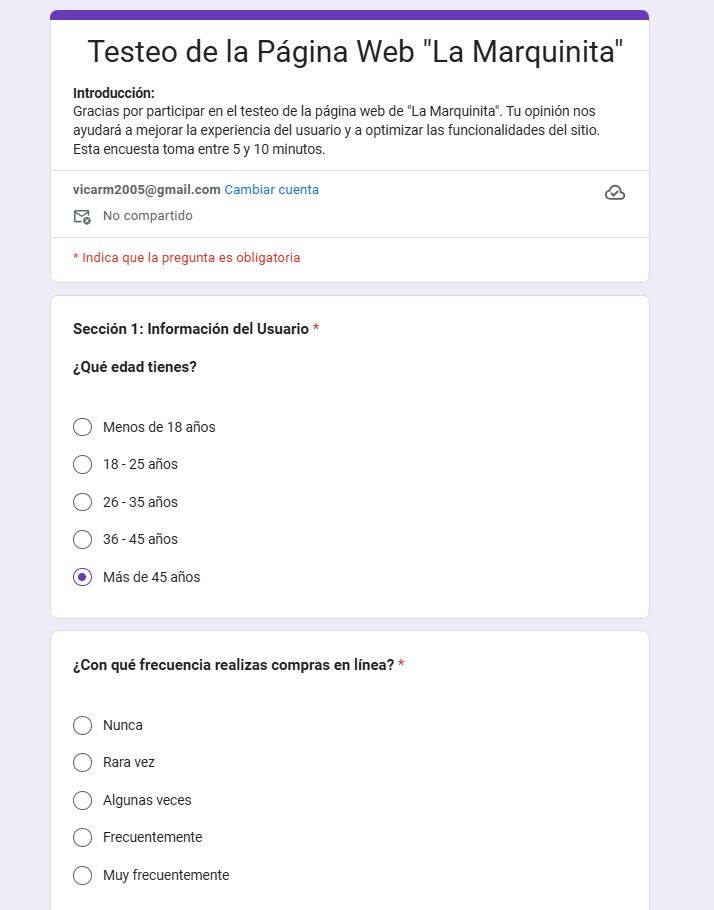 Testeo de la Página Web "La Marquinita"
Introducción:
Gracias por participar en el testeo de la página web de "La Marquinita". Tu opinión nos
ayudará a mejorar la experiencia del usuario y a optimizar las funcionalidades del sitio.
Esta encuesta toma entre 5 y 10 minutos.
vicarm2005@gmail.com Cambiar cuenta
No compartido
* Indica que la pregunta es obligatoria
Sección 1: Información del Usuario *
¿Qué edad tienes?
Menos de 18 años
18 - 25 años
26 - 35 años
36 - 45 años
Más de 45 años
¿Con qué frecuencia realizas compras en línea? *
Nunca
Rara vez
Algunas veces
Frecuentemente
Muy frecuentemente